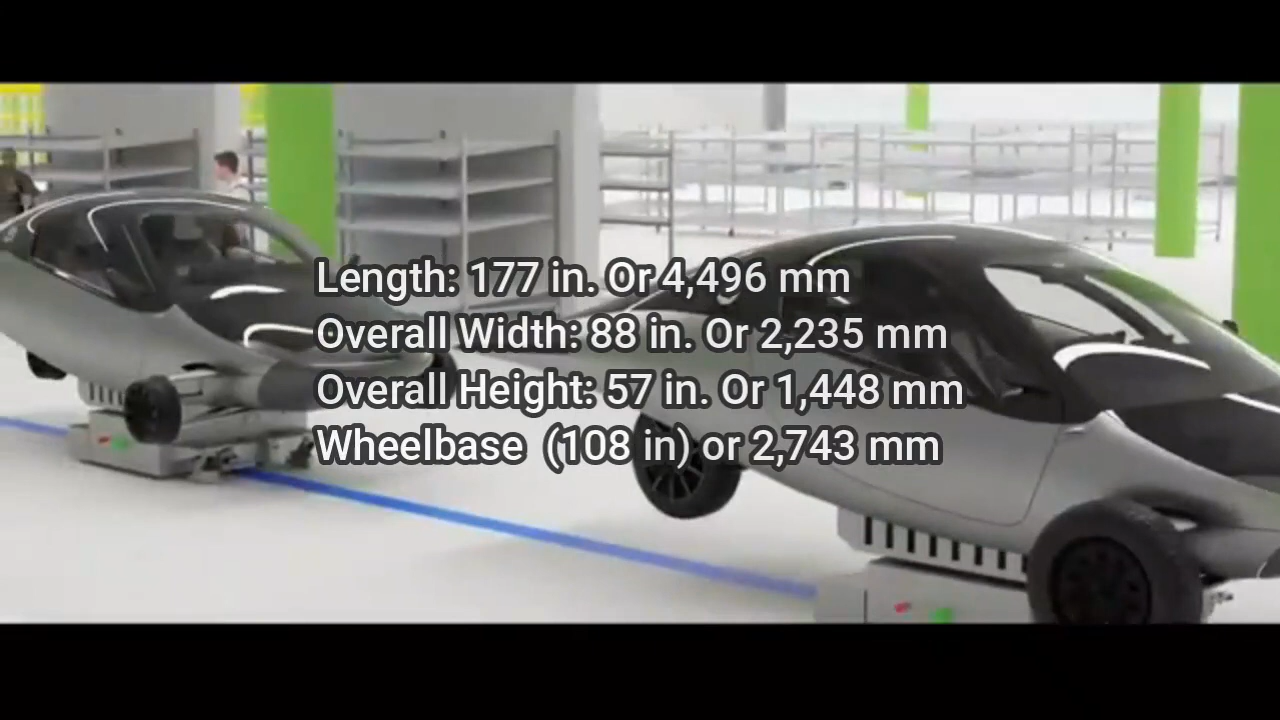 Length: 177 in. Or 4,496 mm
Overall Width: 88 in. Or 2,235 mm
Overall Height: 57 in. Or 1,448 mm
Wheelbase (108 in) or 2,743 mm